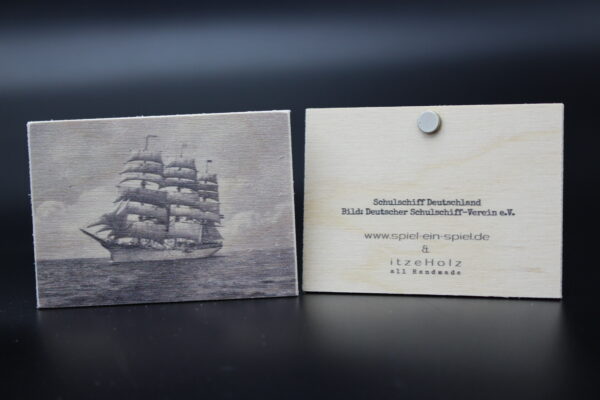 Schulschiff Deutschland
Bild: Deutscher Schulschiff-Verein e.V.
www.spiel-ein-spiel.de
&
itzeHolz
all Handmade